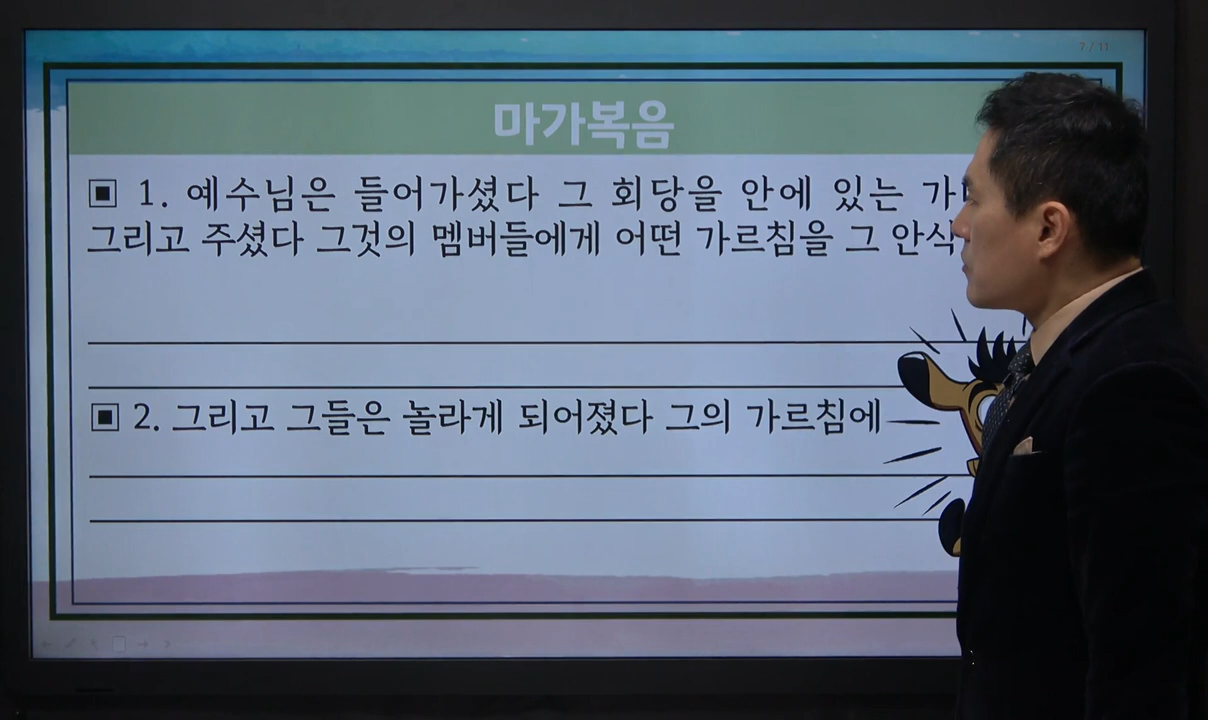 7 / 11
마가복음
▣ 1. 예수님은 들어가셨다 그 회당을 안에 있는
그리고 주셨다 그것의 멤버들에게 어떤 가르침을 그
▣ 2. 그리고 그들은 놀라게 되어졌다 그의 가르침에